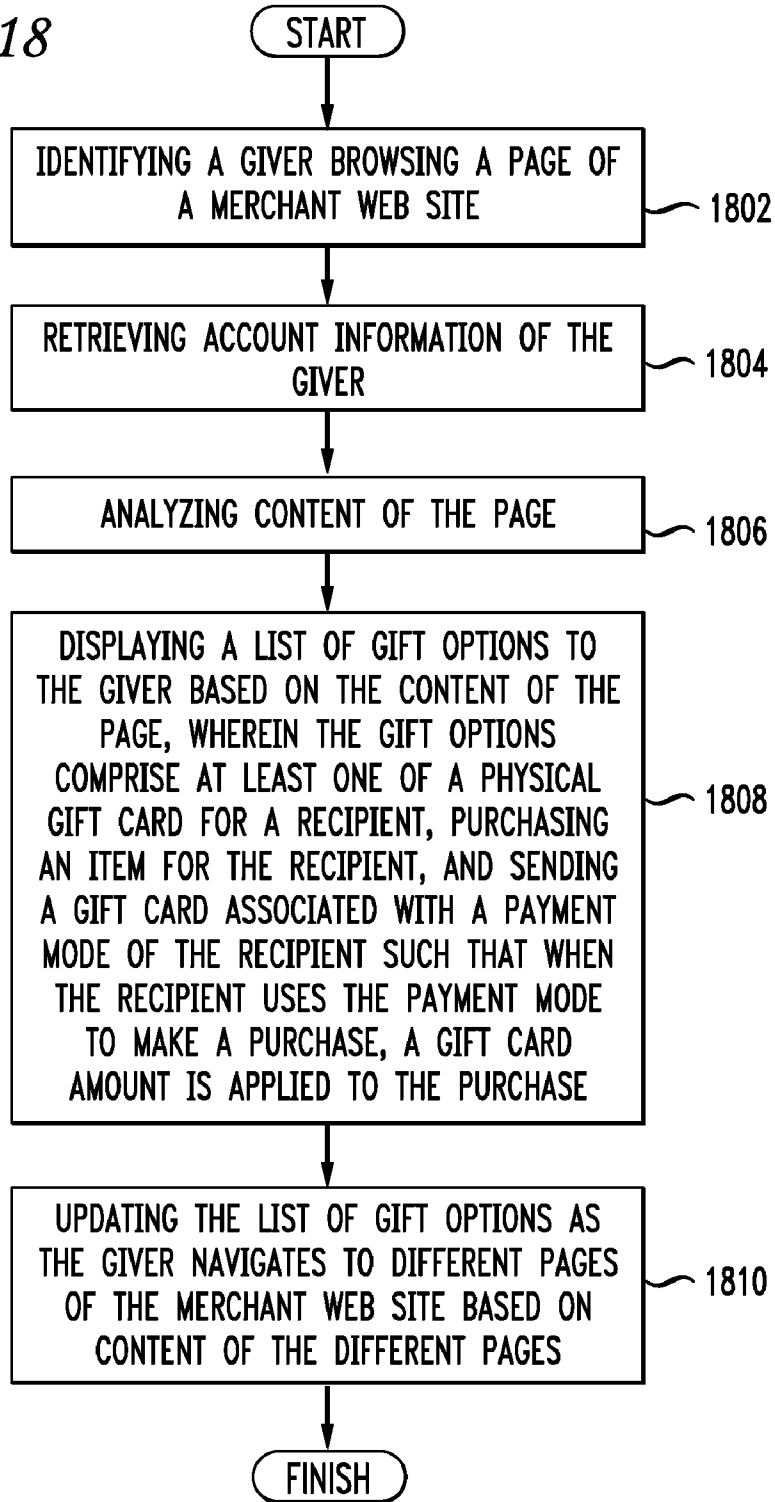 18
START
IDENTIFYING A GIVER BROWSING A PAGE OF
A MERCHANT WEB SITE
1802
RETRIEVING ACCOUNT INFORMATION OF THE
GIVER
1804
ANALYZING CONTENT OF THE PAGE
1806
DISPLAYING A LIST OF GIFT OPTIONS TO
THE GIVER BASED ON THE CONTENT OF THE
PAGE, WHEREIN THE GIFT OPTIONS
COMPRISE AT LEAST ONE OF A PHYSICAL
GIFT CARD FOR A RECIPIENT, PURCHASING
AN ITEM FOR THE RECIPIENT, AND SENDING
A GIFT CARD ASSOCIATED WITH A PAYMENT
MODE OF THE RECIPIENT SUCH THAT WHEN
THE RECIPIENT USES THE PAYMENT MODE
TO MAKE A PURCHASE, A GIFT CARD
AMOUNT IS APPLIED TO THE PURCHASE
1808
UPDATING THE LIST OF GIFT OPTIONS AS
THE GIVER NAVIGATES TO DIFFERENT PAGES
OF THE MERCHANT WEB SITE BASED ON
CONTENT OF THE DIFFERENT PAGES
1810
FINISH